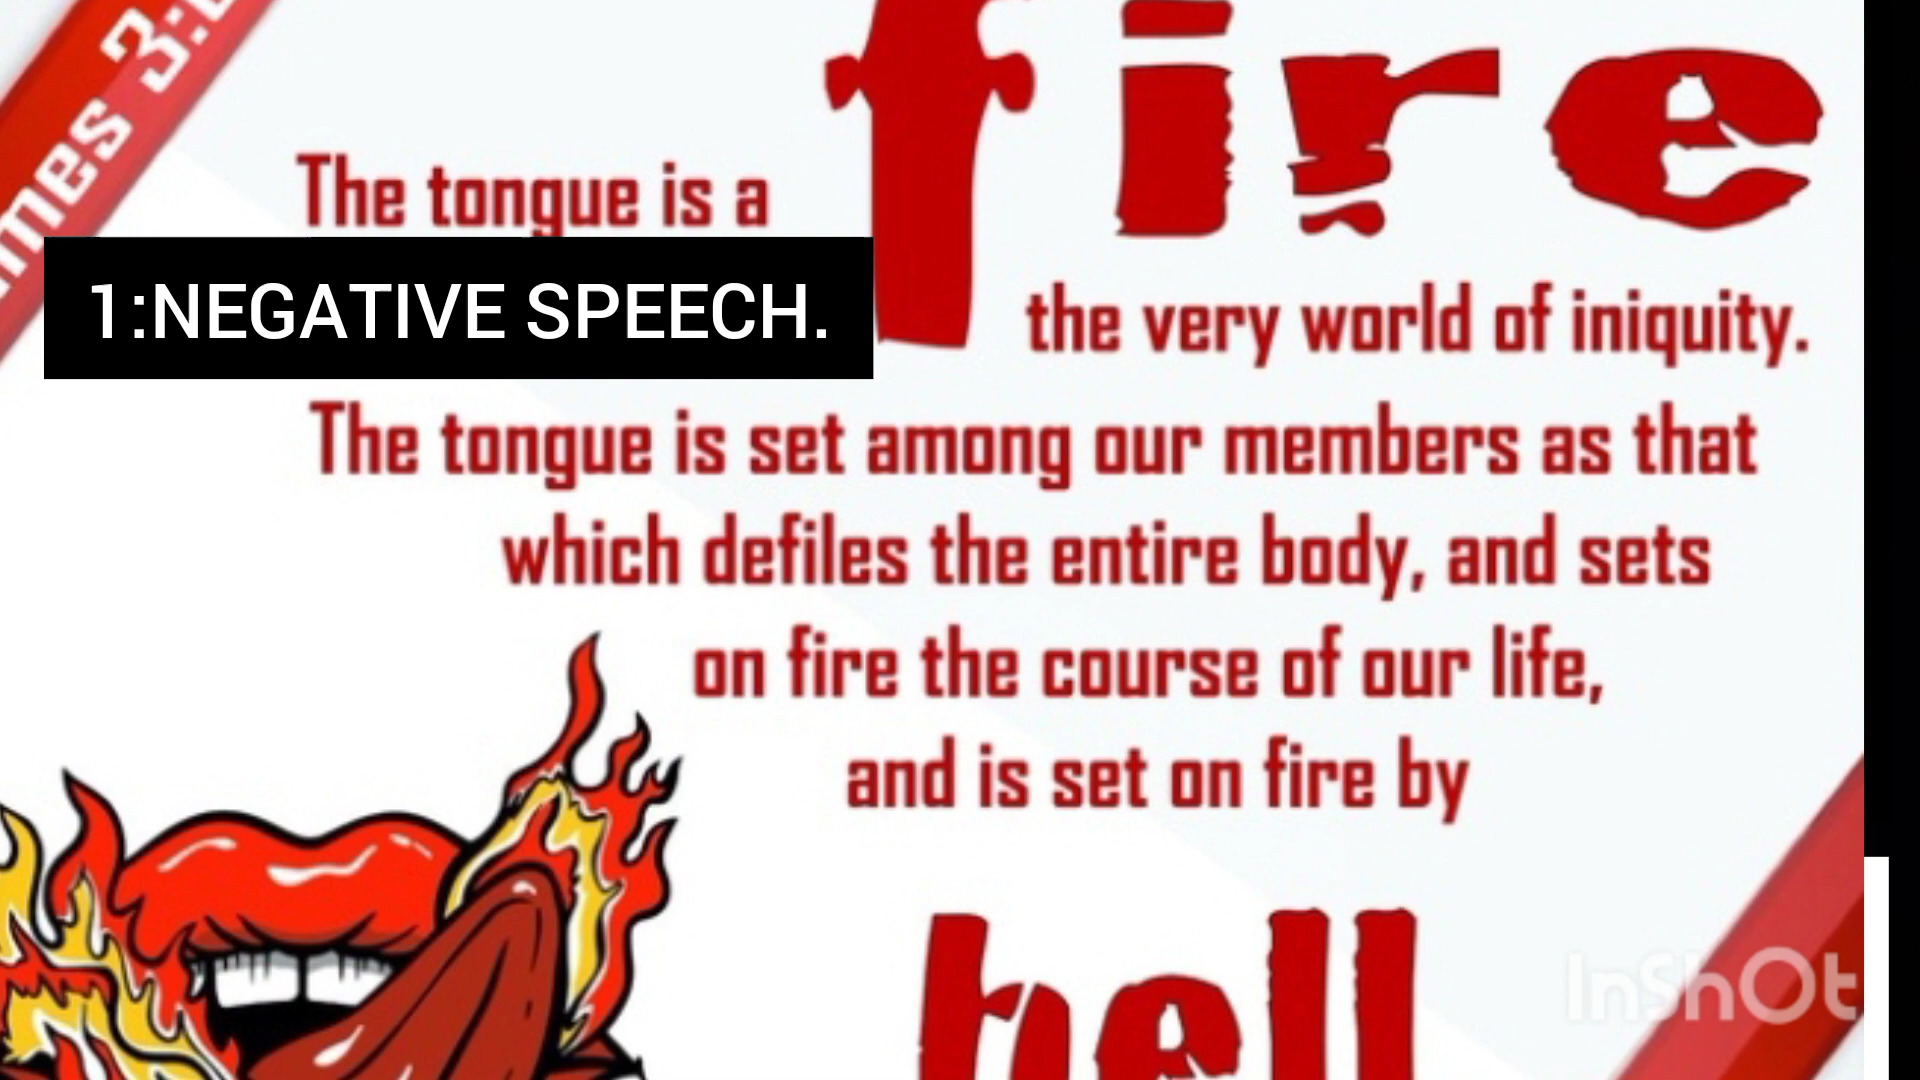 fire
The tongue is a
1:NEGATIVE SPEECH.
the very world of iniquity.
The tongue is set among our members as that
which defiles the entire body, and sets
on fire the course of our life,
and is set on fire by
hell
InShOt